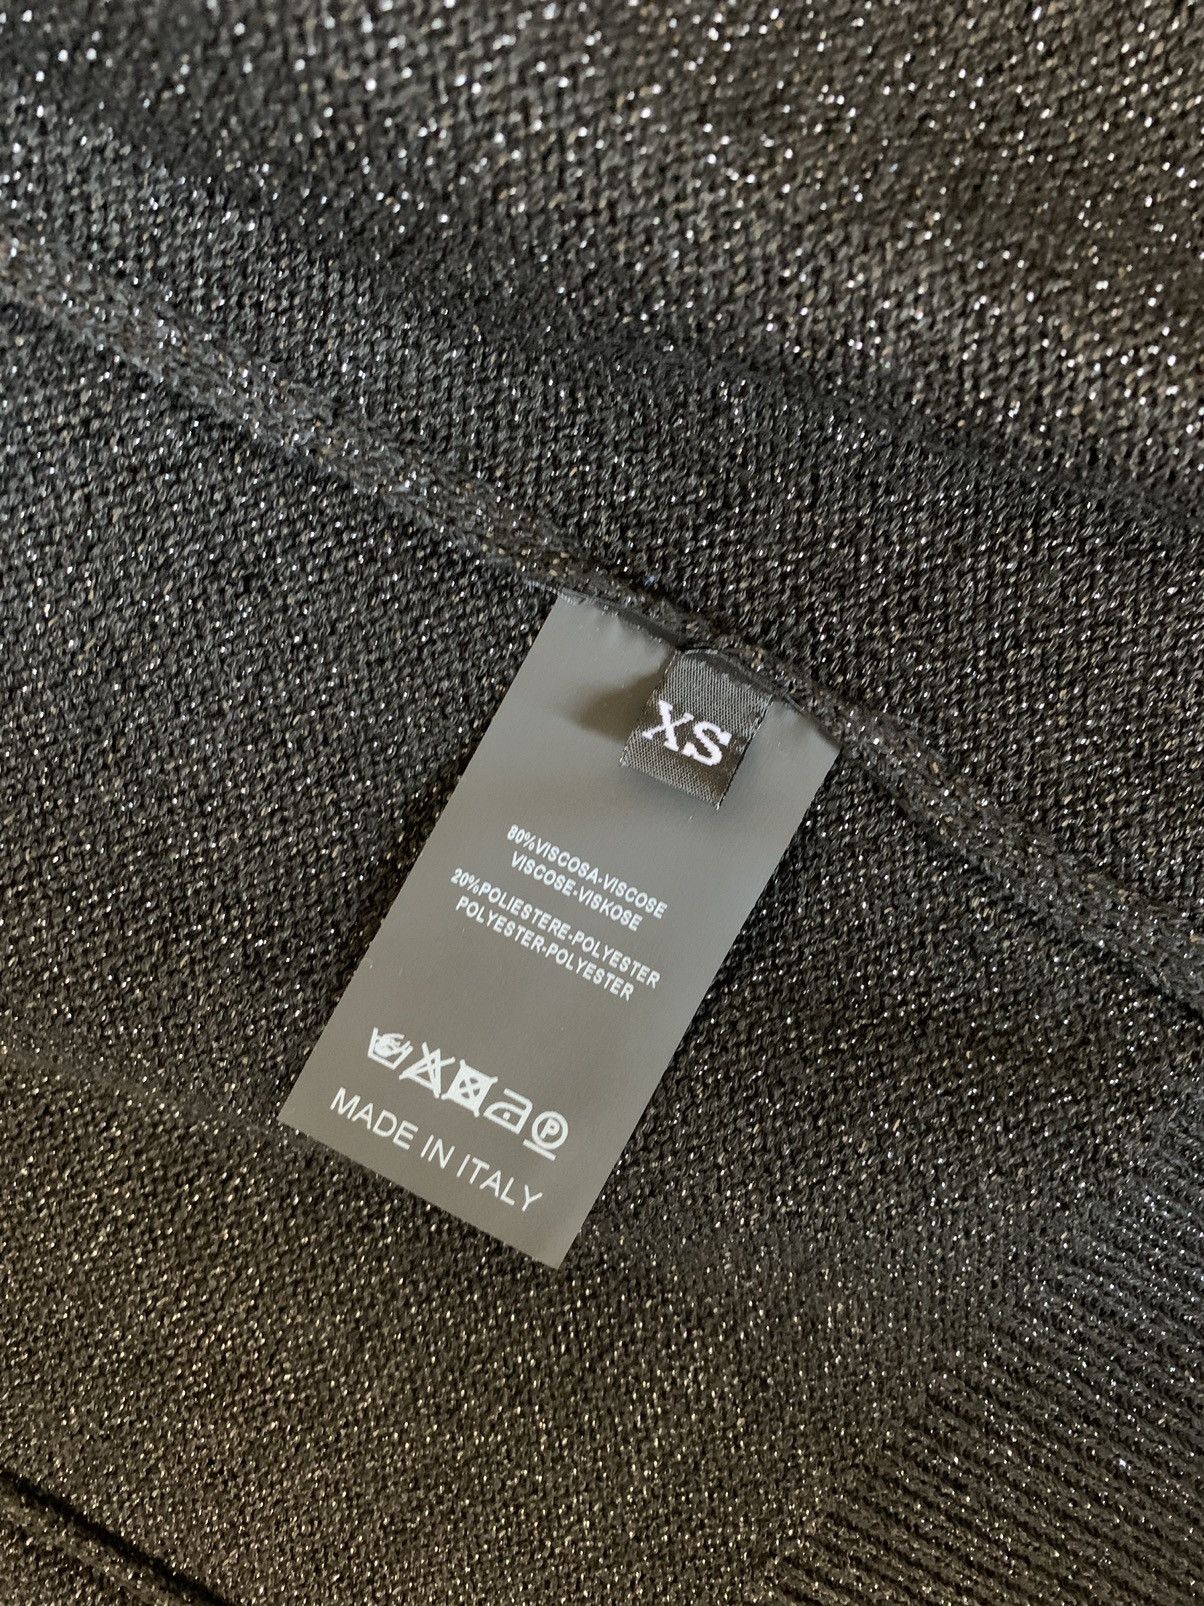 XS
80%VISCOSA-VISCOSE
VISCOSE-VISKOSE
20%POLIESTERE-POLYESTER
POLYESTER-POLYESTER
P
MADE IN ITALY